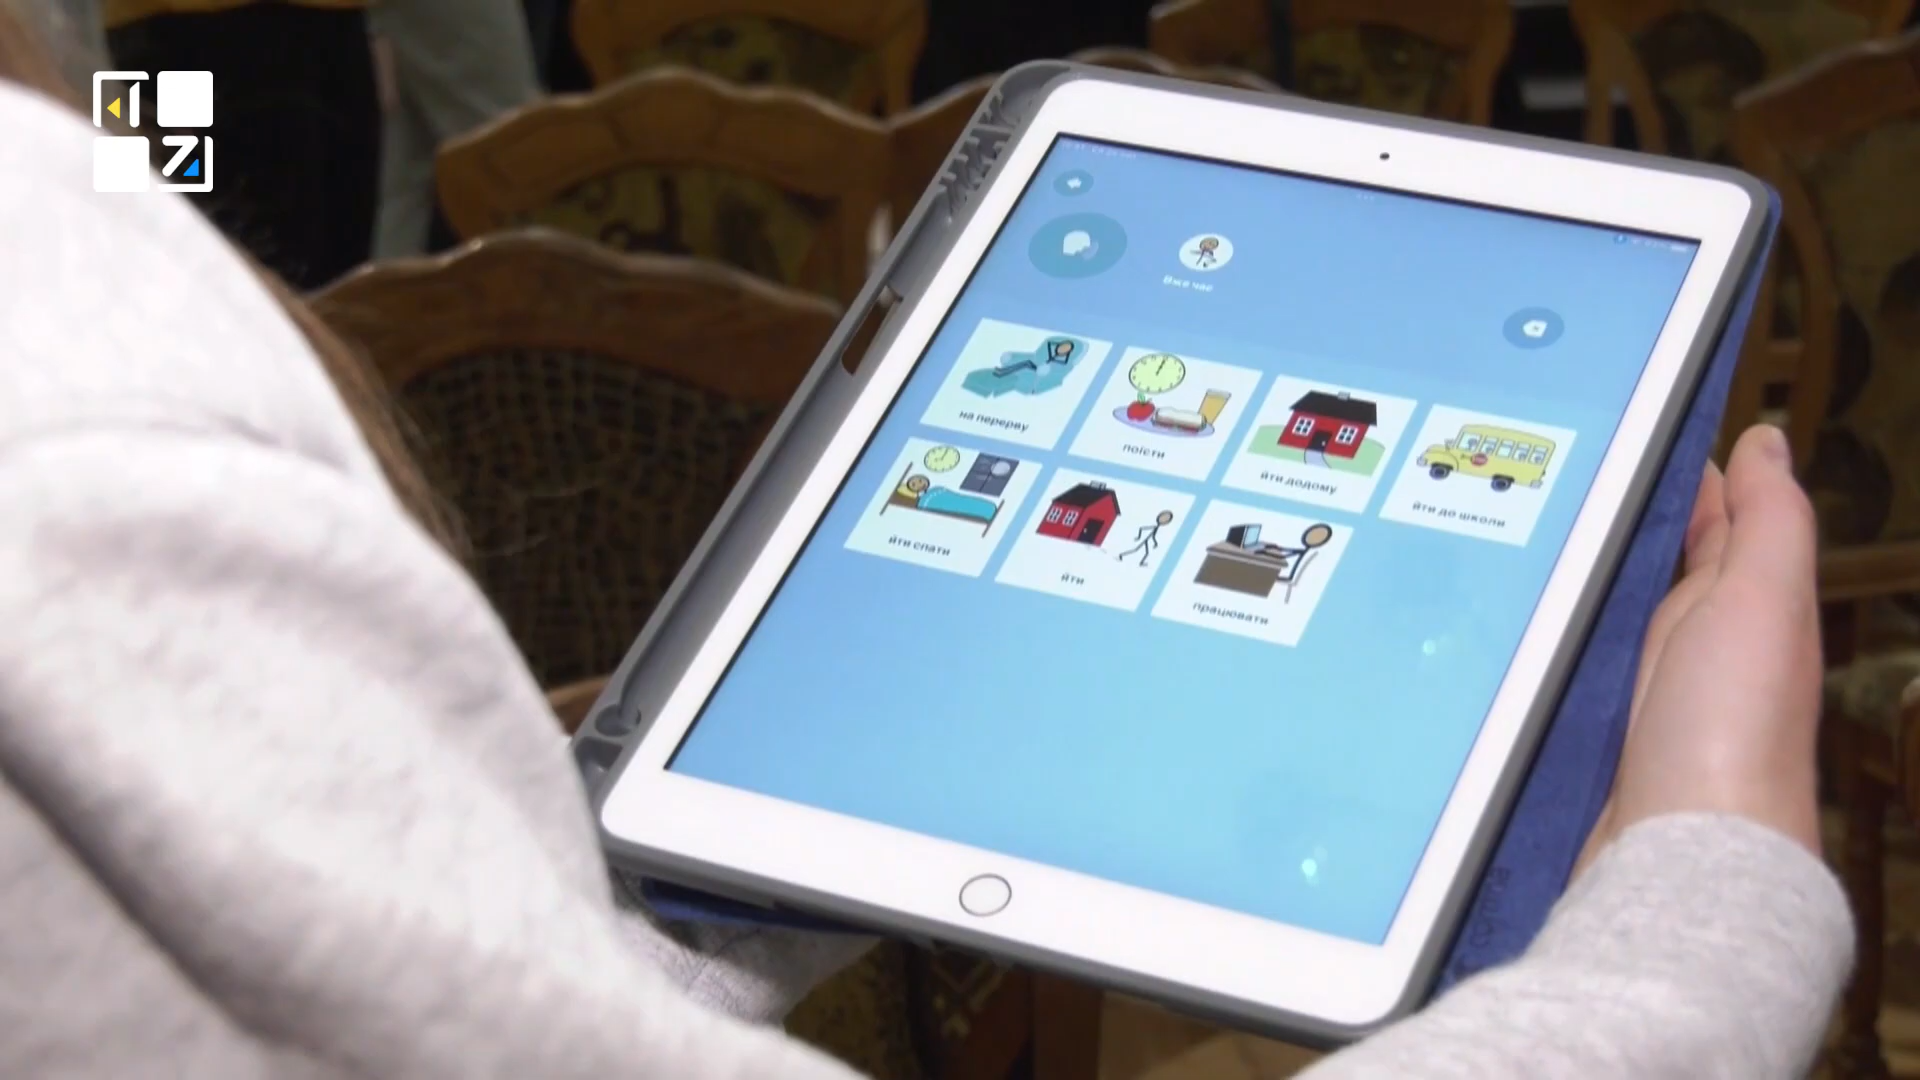 Вже час
на перерву
поїсти
йти додому
йти до школи
йти спати
йти
працювати